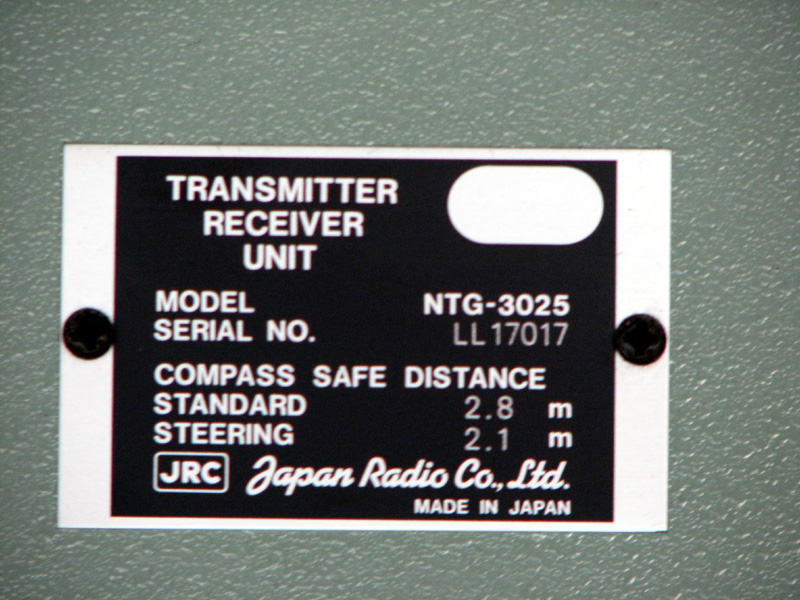 TRANSMITTER
RECEIVER
UNIT
MODEL NTG-3025
SERIAL NO. LL17017
COMPASS SAFE DISTANCE
STANDARD 2.8 m
STEERING 2.1 m
JRC Japan Radio Co., Ltd.
MADE IN JAPAN